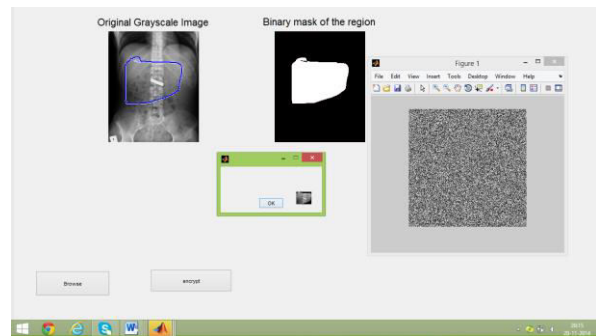 Original Grayscale Image
Binary mask of the region
Figure 1
File Edit View Insert Tools Desktop Window Help
OK
Browse
encrypt